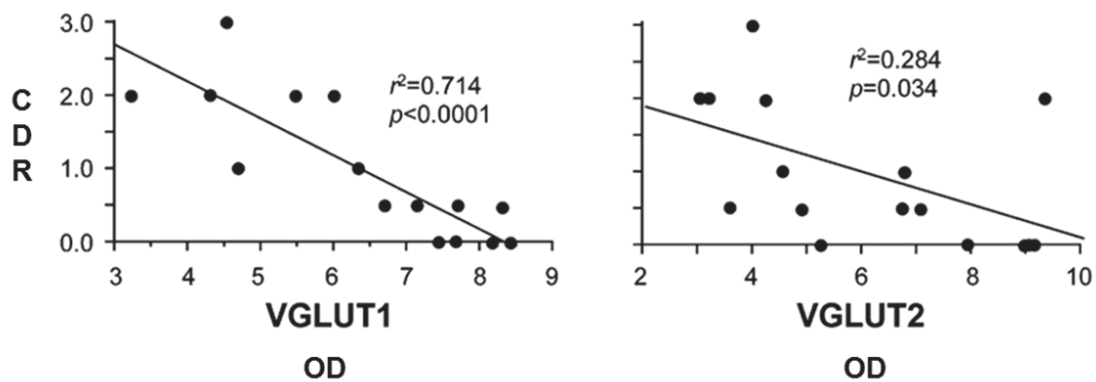 C
D
R
3.0
2.0
1.0
0.0
r²=0.714
p<0.0001
3 4 5 6 7 8 9
VGLUT1
OD
r²=0.284
p=0.034
2 4 6 8 10
VGLUT2
OD